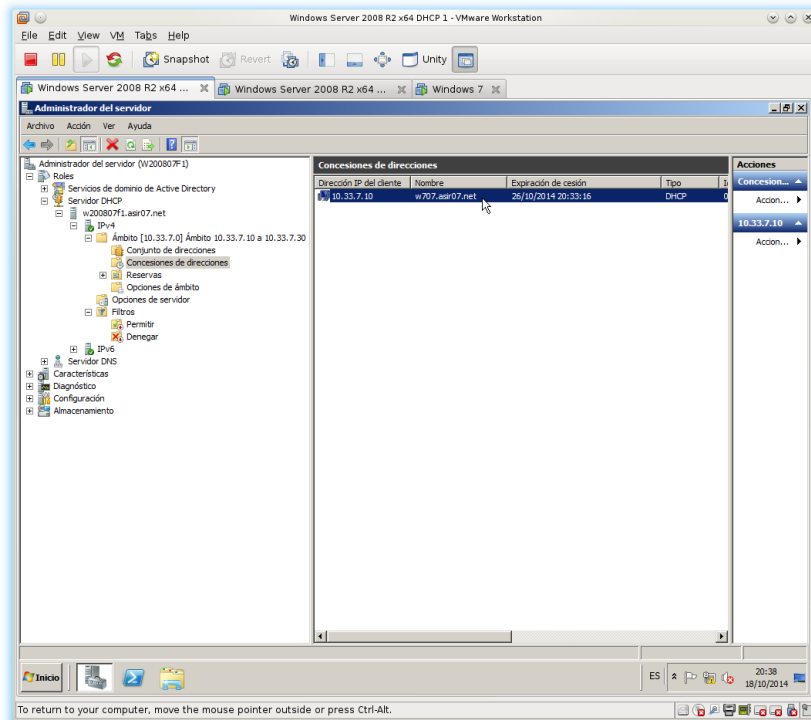 Windows Server 2008 R2 x64 DHCP 1 - VMware Workstation
File Edit View VM Tabs Help
Snapshot Revert Unity
Windows Server 2008 R2 x64 ... Windows Server 2008 R2 x64 ... Windows 7
Administrador del servidor
Archivo Acción Ver Ayuda
Administrador del servidor (W200807F1)
Roles
Servicios de dominio de Active Directory
Servidor DHCP
w200807f1.asir07.net
IPv4
Ámbito [10.33.7.0] Ámbito 10.33.7.10 a 10.33.7.30
Conjunto de direcciones
Concesiones de direcciones
Reservas
Opciones de ámbito
Opciones de servidor
Filtros
Permitir
Denegar
IPv6
Servidor DNS
Características
Diagnóstico
Configuración
Almacenamiento
Concesiones de direcciones
Dirección IP del cliente Nombre Expiración de cesión Tipo
10.33.7.10 w707.asir07.net 26/10/2014 20:33:16 DHCP
Acciones
Concesion...
Accion...
10.33.7.10
Accion...
Inicio
ES
20:38
18/10/2014
To return to your computer, move the mouse pointer outside or press Ctrl-Alt.